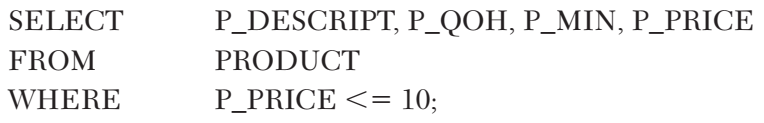 SELECT P_DESCRIPT, P_QOH, P_MIN, P_PRICE
FROM PRODUCT
WHERE P_PRICE <= 10;